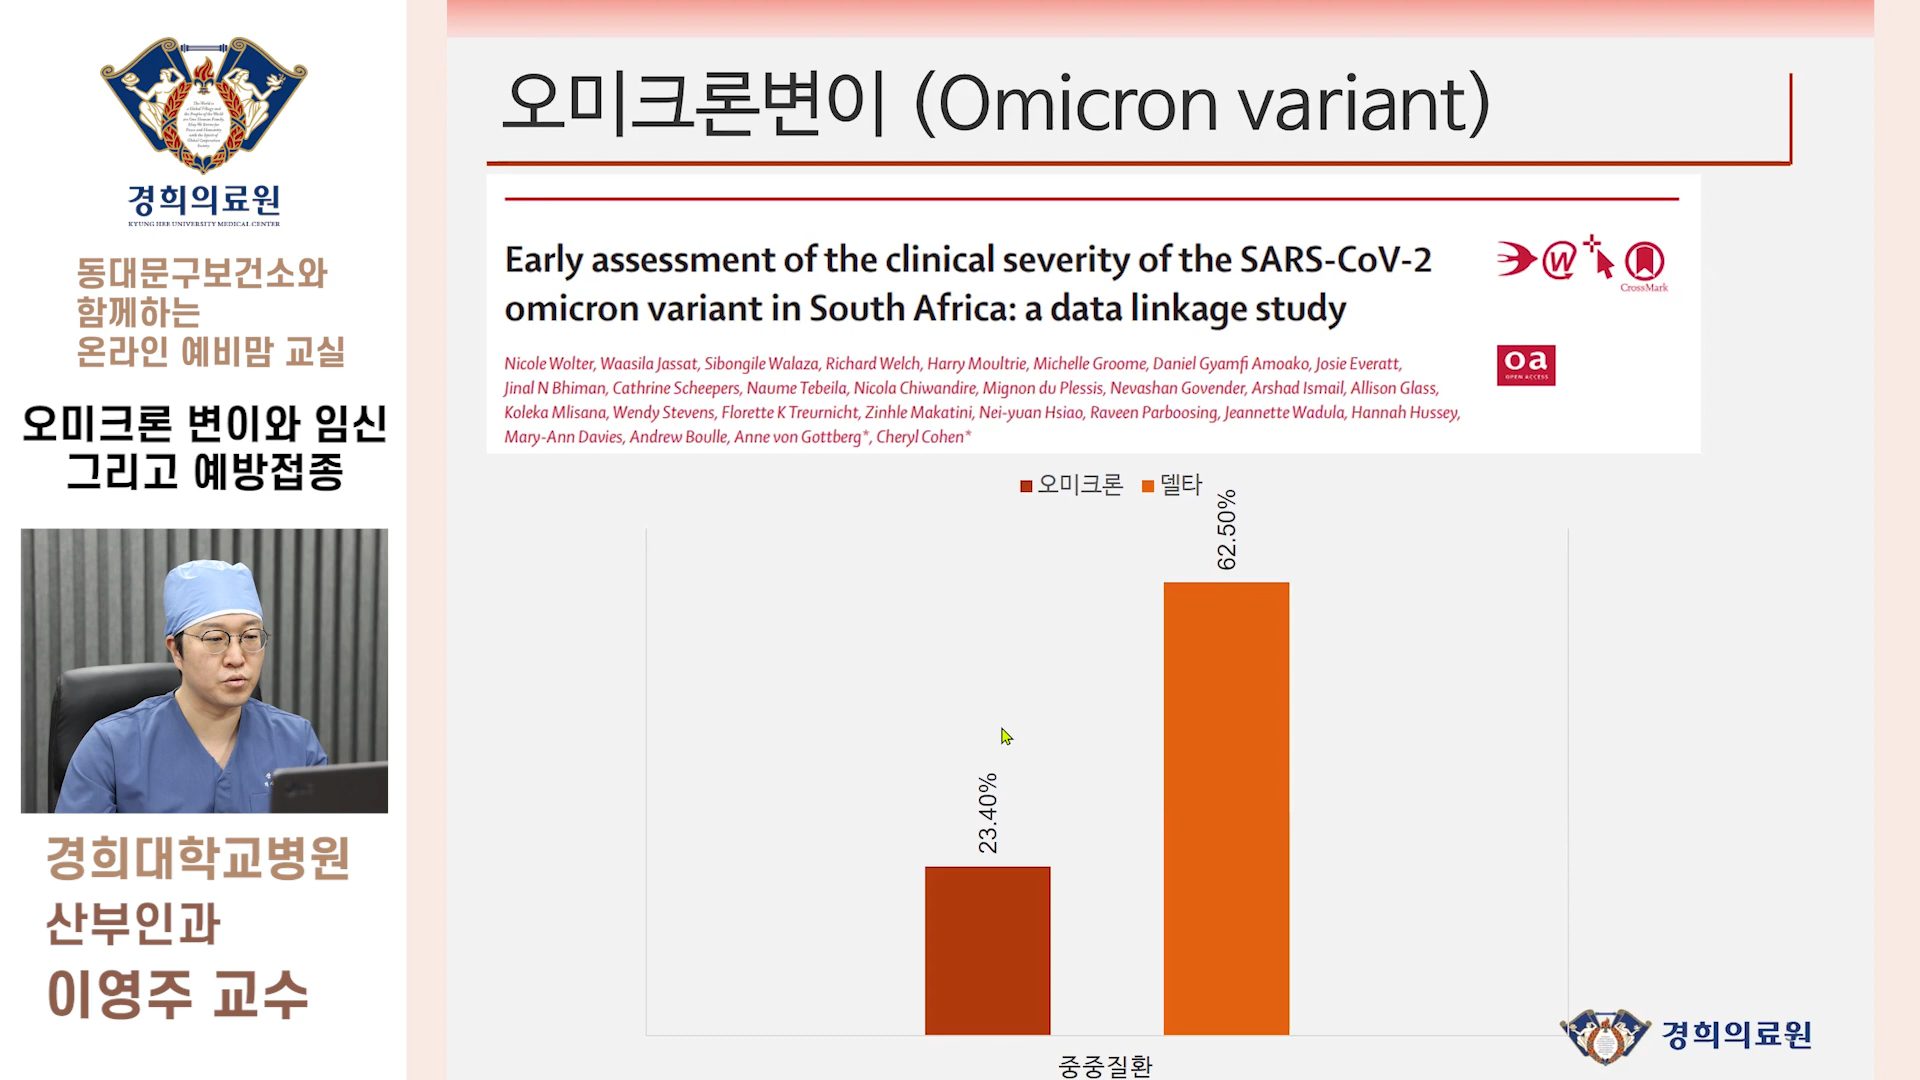 경희의료원
KYUNG HEE UNIVERSITY MEDICAL CENTER
동대문구보건소와
함께하는
온라인 예비맘 교실
오미크론 변이와 임신
그리고 예방접종
경희대학교병원
산부인과
이영주 교수
오미크론변이 (Omicron variant)
Early assessment of the clinical severity of the SARS-CoV-2
omicron variant in South Africa: a data linkage study
CrossMark
Nicole Wolter, Waasila Jassat, Sibongile Walaza, Richard Welch, Harry Moultrie, Michelle Groome, Daniel Gyamfi Amoako, Josie Everatt,
Jinal N Bhiman, Cathrine Scheepers, Naume Tebeila, Nicola Chiwandire, Mignon du Plessis, Nevashan Govender, Arshad Ismail, Allison Glass,
Koleka Mlisana, Wendy Stevens, Florette K Treurnicht, Zinhle Makatini, Nei-yuan Hsiao, Raveen Parboosing, Jeannette Wadula, Hannah Hussey,
Mary-Ann Davies, Andrew Boulle, Anne von Gottberg*, Cheryl Cohen*
oa
OPEN ACCESS
오미크론 델타
62.50%
23.40%
중중질환
경희의료원